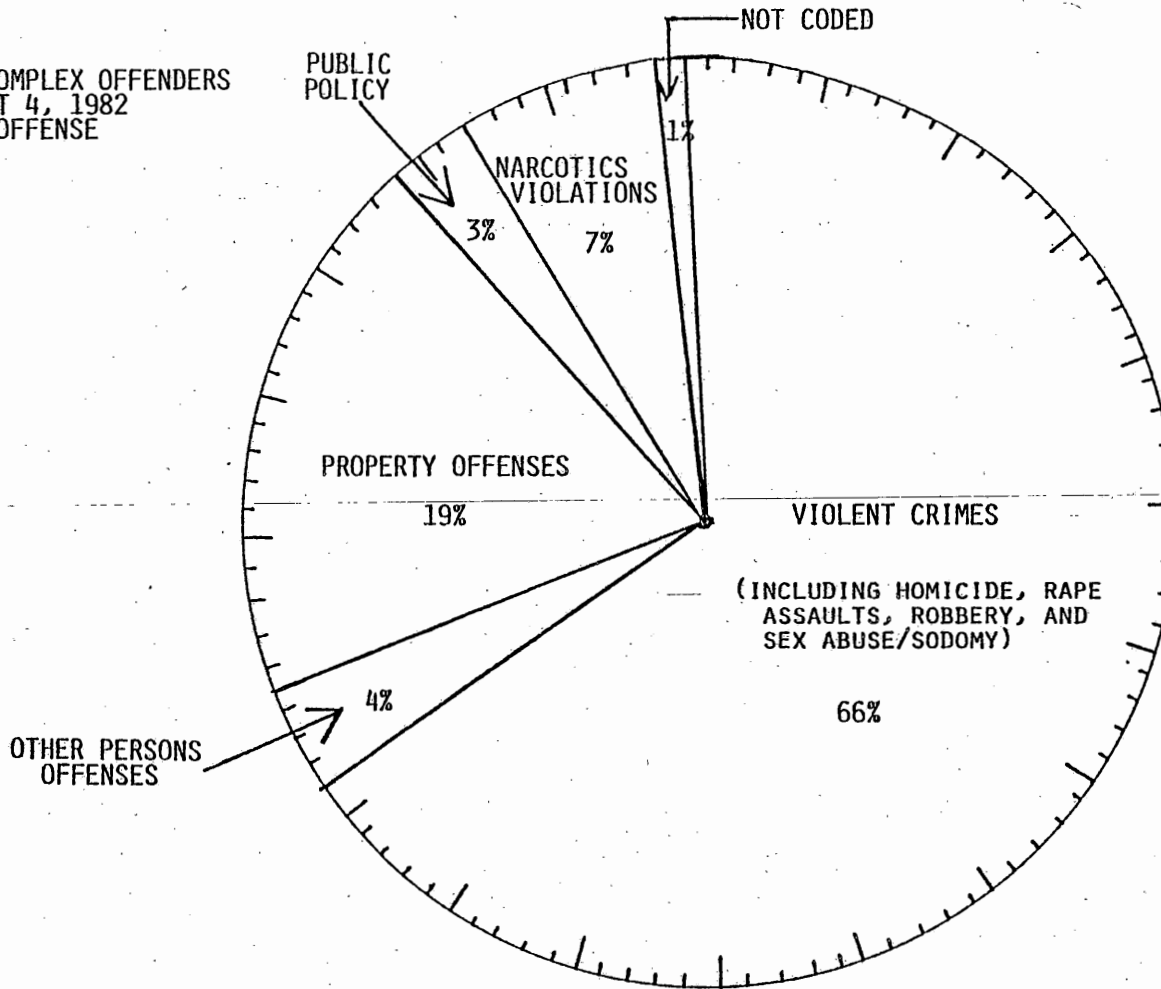 OMPLEX OFFENDERS
T 4, 1982
OFFENSE
PUBLIC
POLICY
NOT CODED
1%
NARCOTICS
VIOLATIONS
7%
3%
PROPERTY OFFENSES
19%
VIOLENT CRIMES
(INCLUDING HOMICIDE, RAPE
ASSAULTS, ROBBERY, AND
SEX ABUSE/SODOMY)
66%
4%
OTHER PERSONS
OFFENSES